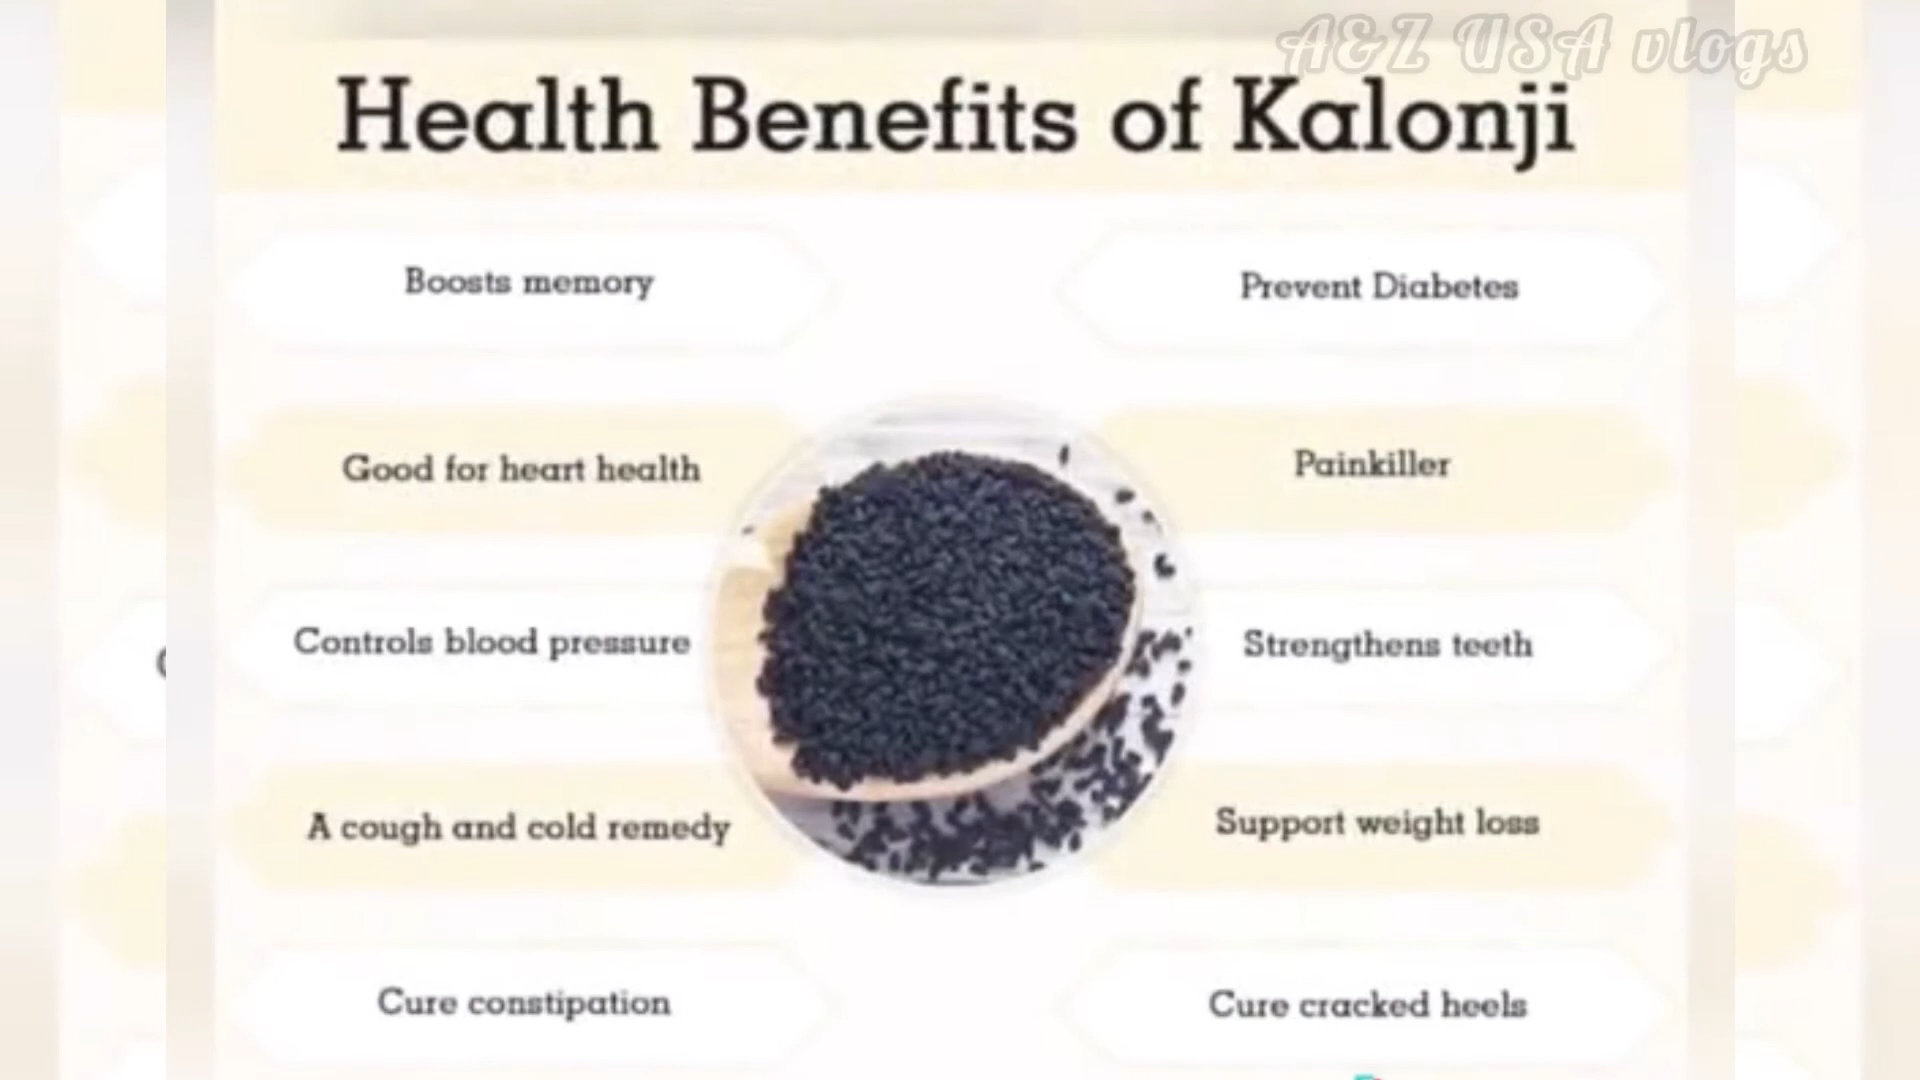 A&Z USA vlogs
Health Benefits of Kalonji
Boosts memory
Prevent Diabetes
Good for heart health
Painkiller
Controls blood pressure
Strengthens teeth
A cough and cold remedy
Support weight loss
Cure constipation
Cure cracked heels